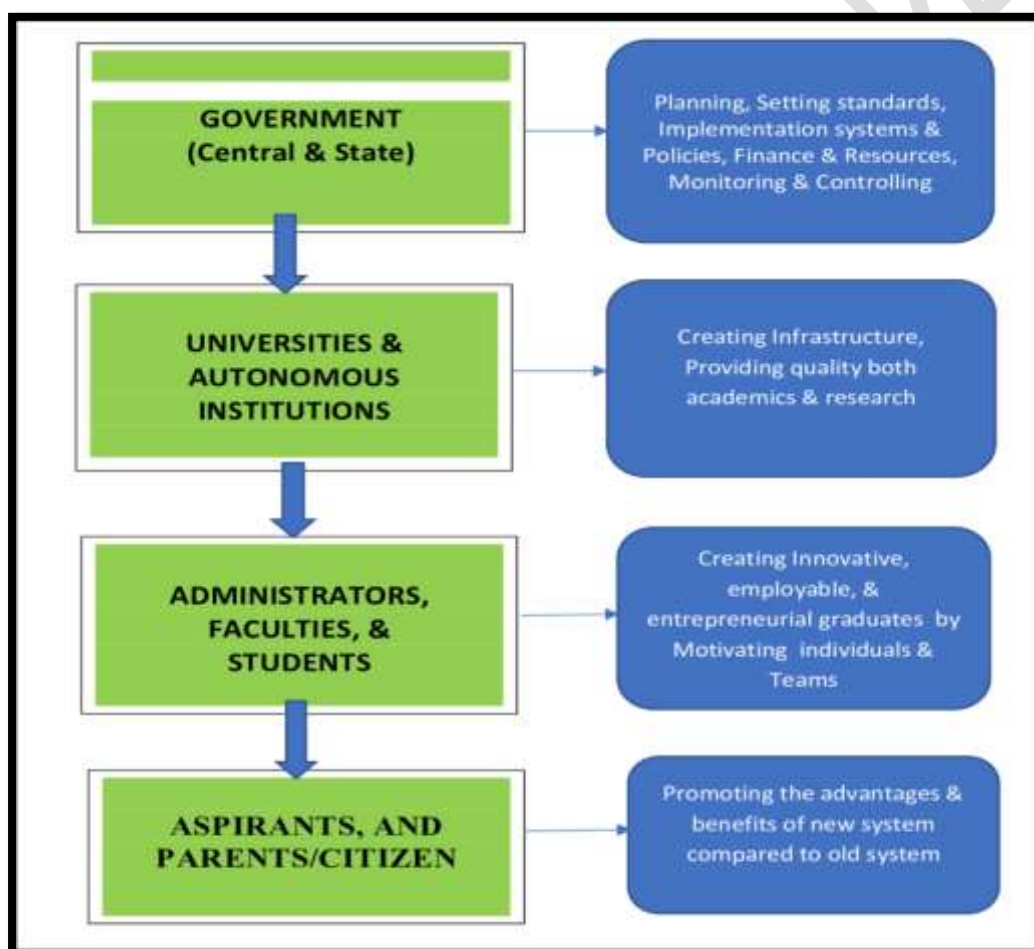 GOVERNMENT
(Central & State)
Planning, Setting standards,
Implementation systems &
Policies, Finance & Resources,
Monitoring & Controlling
UNIVERSITIES &
AUTONOMOUS
INSTITUTIONS
Creating Infrastructure,
Providing quality both
academics & research
ADMINISTRATORS,
FACULTIES, &
STUDENTS
Creating Innovative,
employable, &
entrepreneurial graduates by
Motivating individuals &
Teams
ASPIRANTS, AND
PARENTS/CITIZEN
Promoting the advantages &
benefits of new system
compared to old system